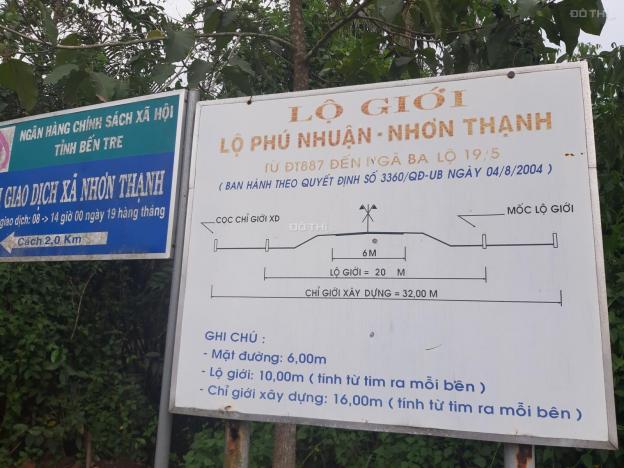 NGÂN HÀNG CHÍNH SÁCH XÃ HỘI
TỈNH BẾN TRE
GIAO DỊCH XÃ NHƠN THẠNH
giao dịch: 08 → 14 giờ 00 ngày 19 hàng tháng
Cách 2,0 Km
LỘ GIỚI
LỘ PHÚ NHUẬN - NHƠN THẠNH
TỪ ĐT887 ĐẾN NGÃ BA LỘ 19/5
( BAN HÀNH THEO QUYẾT ĐỊNH SỐ 3360/QĐ-UB NGÀY 04/8/2004 )
CỌC CHỈ GIỚI XD
MỐC LỘ GIỚI
6 M
LỘ GIỚI = 20 M
CHỈ GIỚI XÂY DỰNG = 32,00 M
GHI CHÚ :
- Mặt đường: 6,00m
- Lộ giới: 10,00m ( tính từ tim ra mỗi bên )
- Chỉ giới xây dựng: 16,00m ( tính từ tim ra mỗi bên )